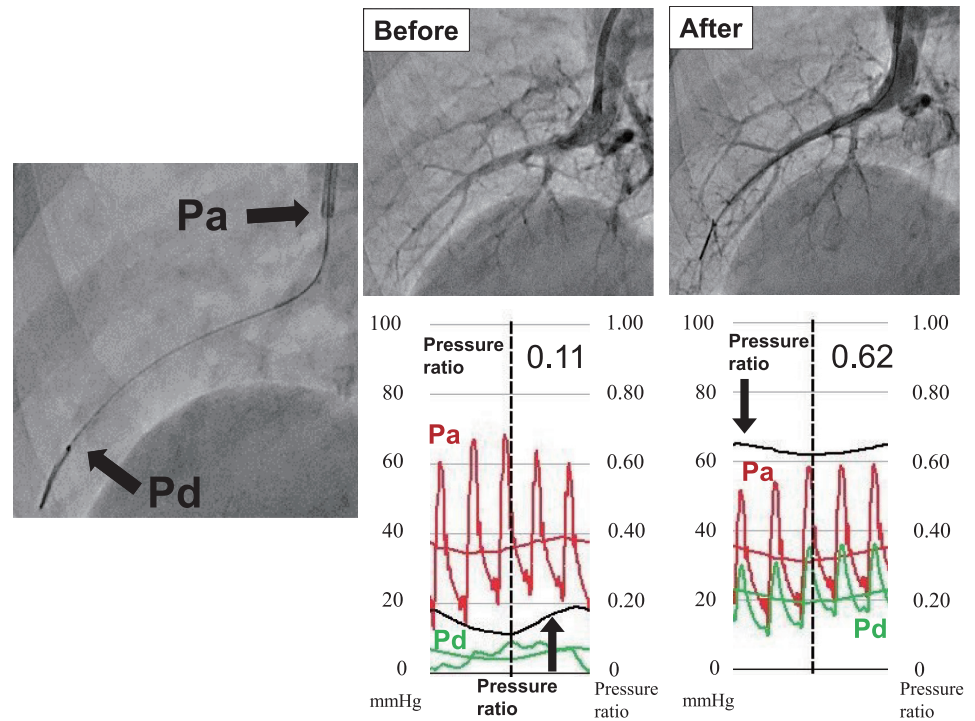 Before
After
Pa
Pd
100
80
60
40
20
0
mmHg
Pressure
ratio
0.11
Pa
Pd
Pressure
ratio
1.00
0.80
0.60
0.40
0.20
0
Pressure
ratio
100
80
60
40
20
0
mmHg
Pressure
ratio
0.62
Pa
Pd
1.00
0.80
0.60
0.40
0.20
0
Pressure
ratio